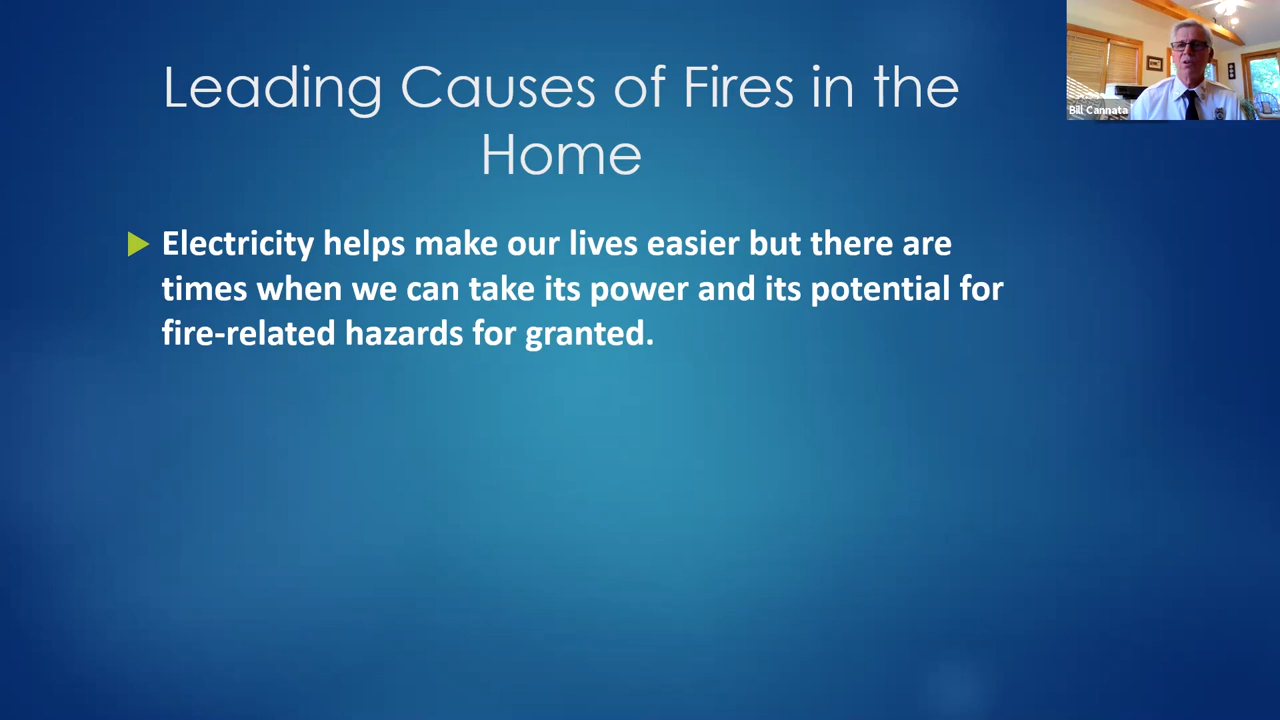 Leading Causes of Fires in the
Home
Bill Cannata
Electricity helps make our lives easier but there are
times when we can take its power and its potential for
fire-related hazards for granted.